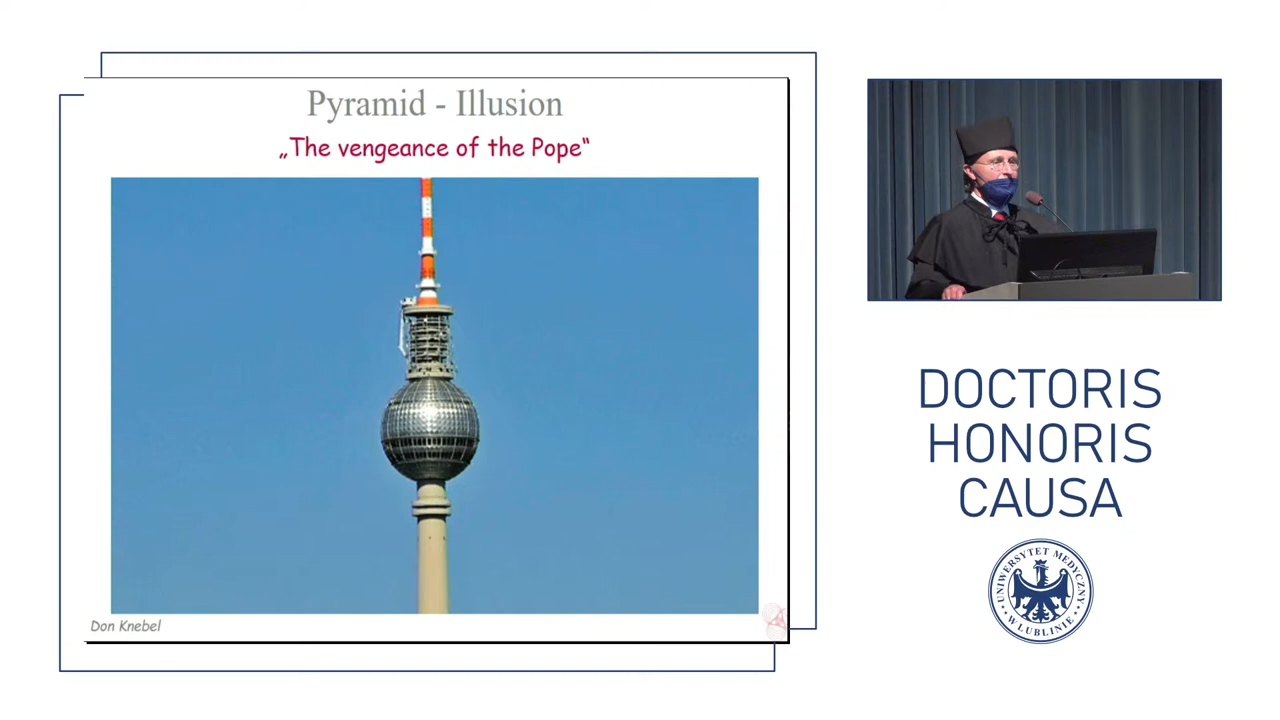 Pyramid - Illusion
„The vengeance of the Pope“
Don Knebel
DOCTORIS
HONORIS
CAUSA
UNIWERSYTET MEDYCZNY
W LUBLINIE